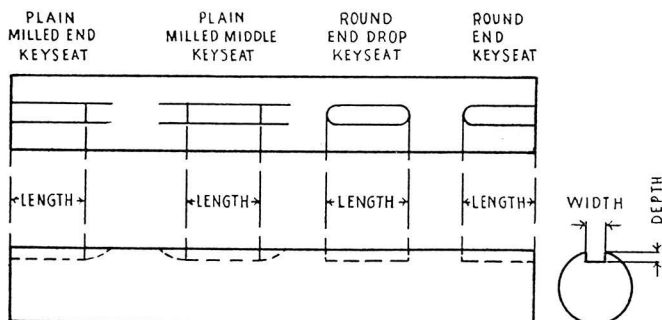 PLAIN
MILLED END
KEYSEAT
PLAIN
MILLED MIDDLE
KEYSEAT
ROUND
END DROP
KEYSEAT
ROUND
END
KEYSEAT
LENGTH
LENGTH
LENGTH
LENGTH
WIDTH
DEPTH